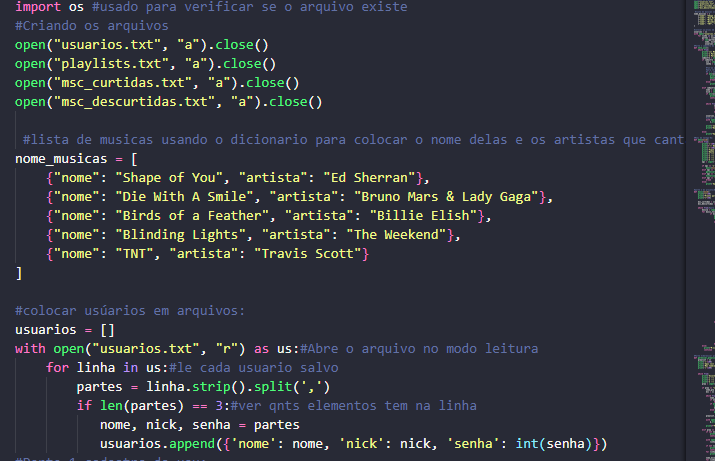 import os #usado para verificar se o arquivo existe
#Criando os arquivos
open("usuarios.txt", "a").close()
open("playlists.txt", "a").close()
open("msc_curtidas.txt", "a").close()
open("msc_descurtidas.txt", "a").close()
#lista de musicas usando o dicionario para colocar o nome delas e os artistas que cant
nome_musicas = [
{"nome": "Shape of You", "artista": "Ed Sherran"},
{"nome": "Die With A Smile", "artista": "Bruno Mars & Lady Gaga"},
{"nome": "Birds of a Feather", "artista": "Billie Elish"},
{"nome": "Blinding Lights", "artista": "The Weekend"},
{"nome": "TNT", "artista": "Travis Scott"}
]
#colocar usúarios em arquivos:
usuarios = []
with open("usuarios.txt", "r") as us:#Abre o arquivo no modo leitura
for linha in us:#le cada usuario salvo
partes = linha.strip().split(',')
if len(partes) == 3:#ver qnts elementos tem na linha
nome, nick, senha = partes
usuarios.append({'nome': nome, 'nick': nick, 'senha': int(senha)})